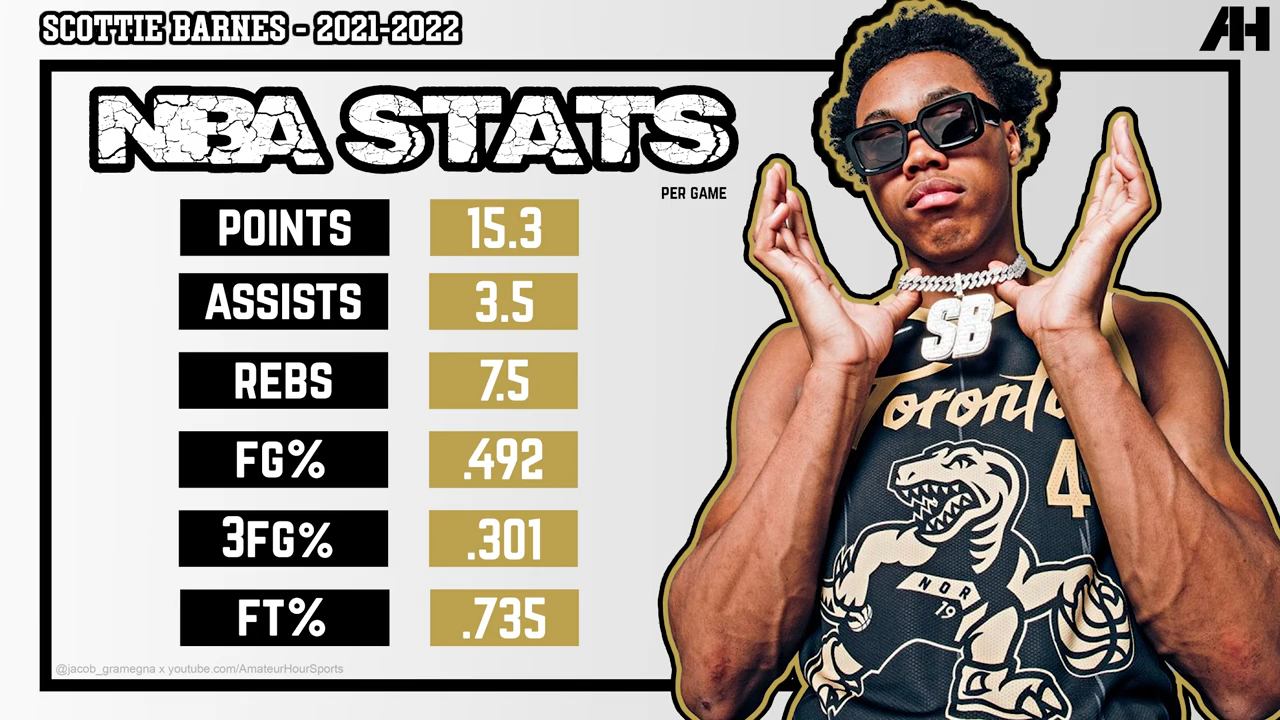 SCOTTIE BARNES - 2021-2022
AH
NBA STATS
PER GAME
POINTS 15.3
ASSISTS 3.5
REBS 7.5
FG% .492
3FG% .301
FT% .735
SB
Toronto
4
NOR
19
@jacob_gramegna x youtube.com/AmateurHourSports